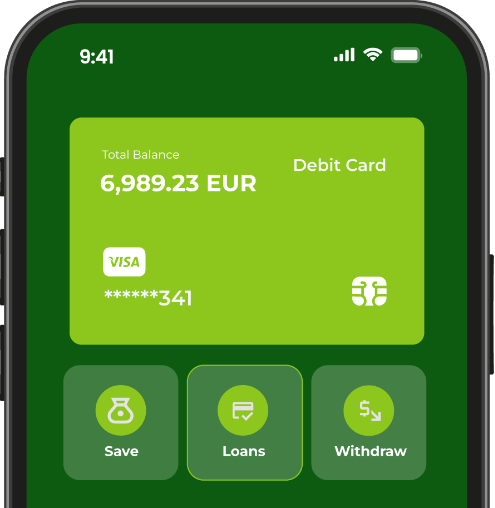 9:41
Total Balance
6,989.23 EUR
Debit Card
VISA
******341
Save
Loans
Withdraw